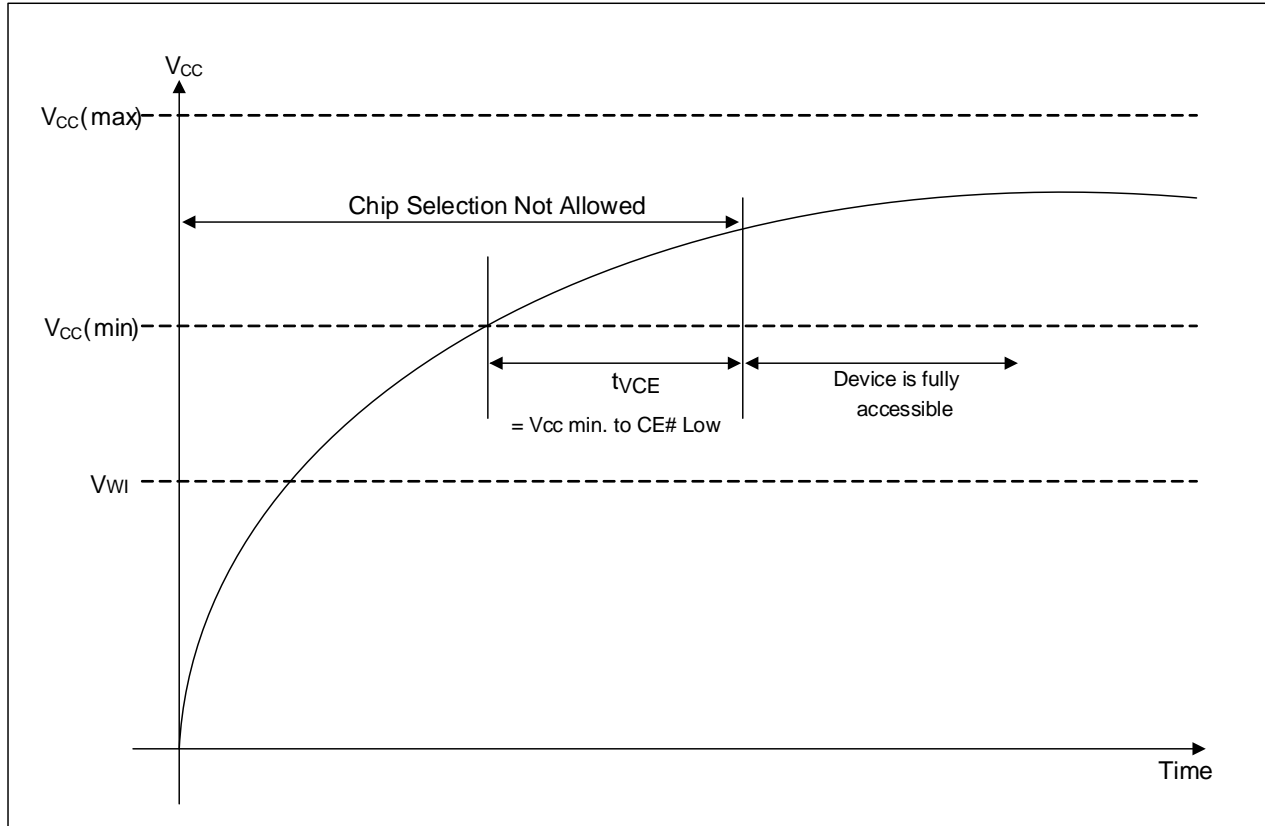 VCC
VCC(max)
Chip Selection Not Allowed
VCC(min)
tVCE
= Vcc min. to CE# Low
Device is fully
accessible
VWI
Time